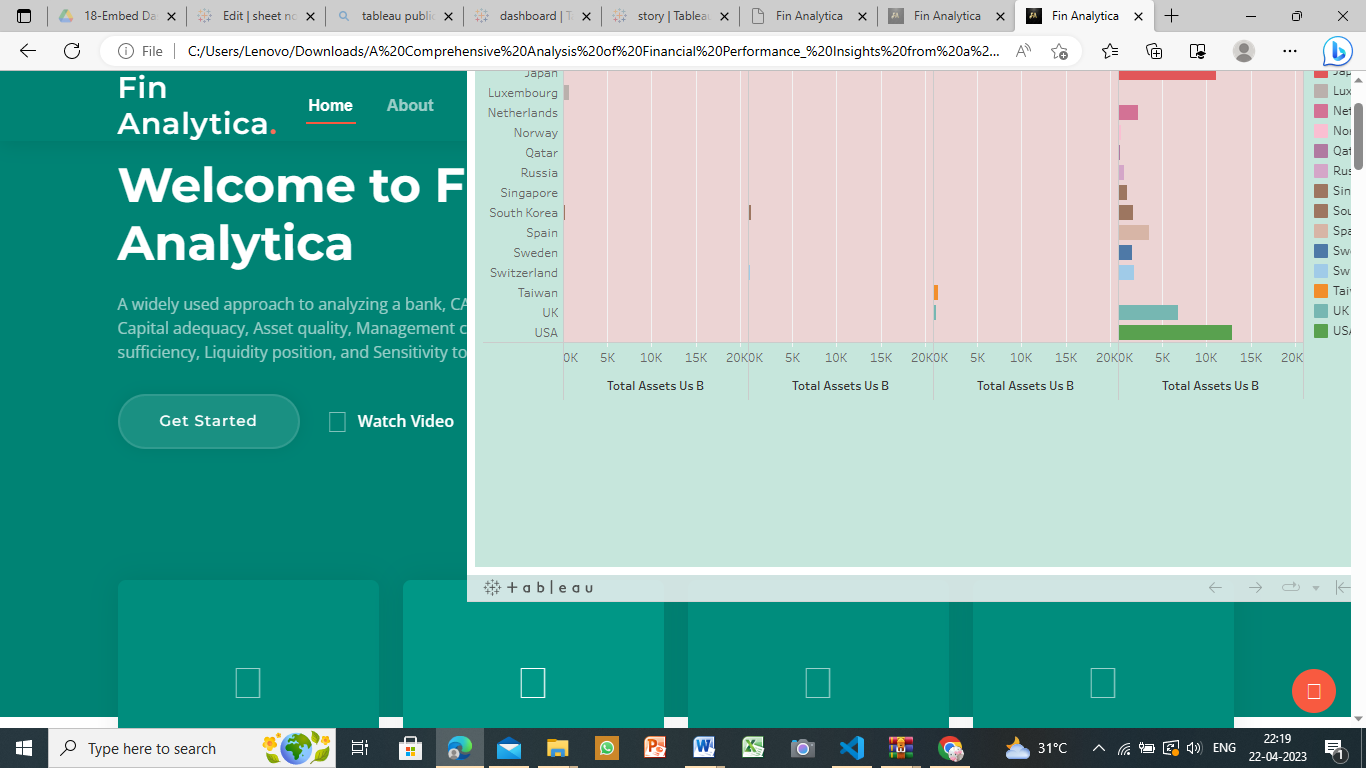 18-Embed Da
Edit | sheet no
tableau public
dashboard | T
story | Tableau
Fin Analytica
Fin Analytica
Fin Analytica
File
C:/Users/Lenovo/Downloads/A%20Comprehensive%20Analysis%20of%20Financial%20Performance_%20Insights%20from%20a%2...
Fin
Analytica.
Home
About
Welcome to F
Analytica
A widely used approach to analyzing a bank, CA
Capital adequacy, Asset quality, Management c
sufficiency, Liquidity position, and Sensitivity to
Get Started
Watch Video
Japan
Luxembourg
Netherlands
Norway
Qatar
Russia
Singapore
South Korea
Spain
Sweden
Switzerland
Taiwan
UK
USA
0K 5K 10K 15K 20K
0K 5K 10K 15K 20K
0K 5K 10K 15K 20K
0K 5K 10K 15K 20K
Total Assets Us B
Total Assets Us B
Total Assets Us B
Total Assets Us B
Jap
Lux
Net
Nor
Qat
Rus
Sin
Sou
Spa
Swe
Sw
Tai
UK
USA
+ a b l e a u
Type here to search
31°C
ENG
22:19
22-04-2023
1